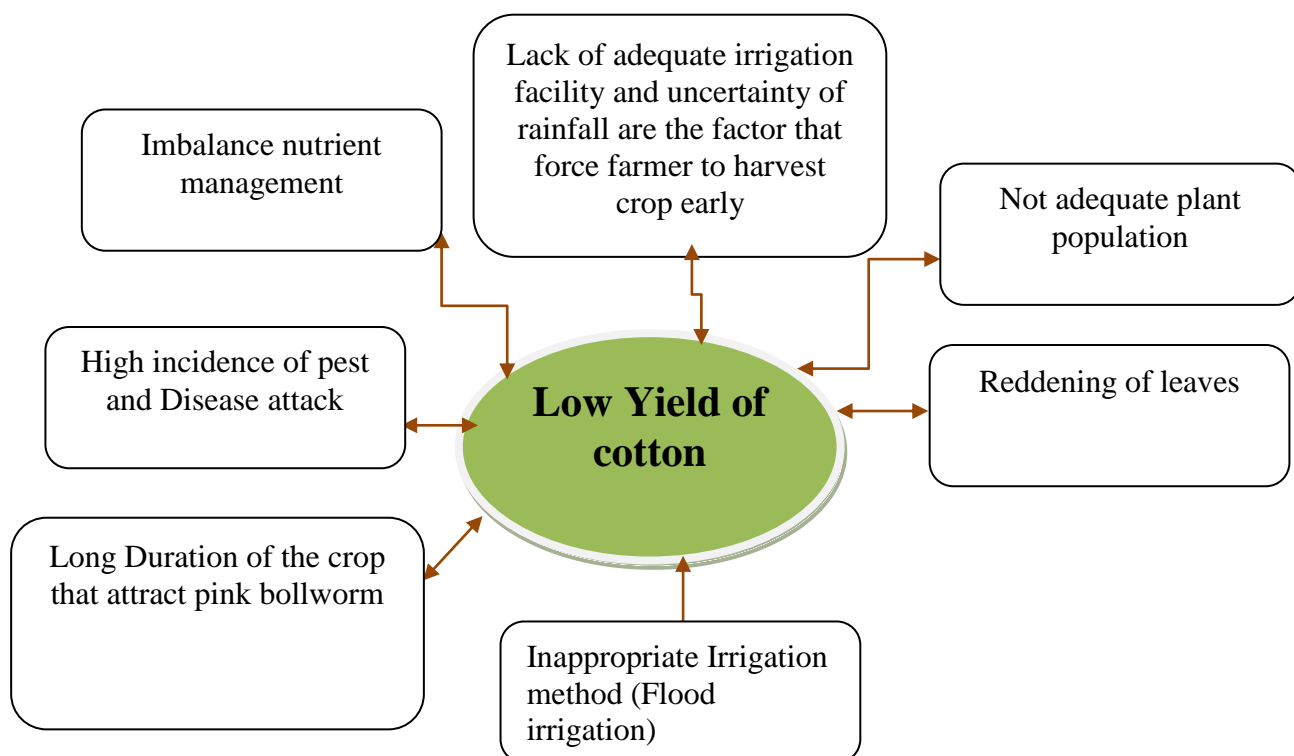 Lack of adequate irrigation
facility and uncertainty of
rainfall are the factor that
force farmer to harvest
crop early
Imbalance nutrient
management
Not adequate plant
population
High incidence of pest
and Disease attack
Reddening of leaves
Low Yield of
cotton
Long Duration of the crop
that attract pink bollworm
Inappropriate Irrigation
method (Flood
irrigation)